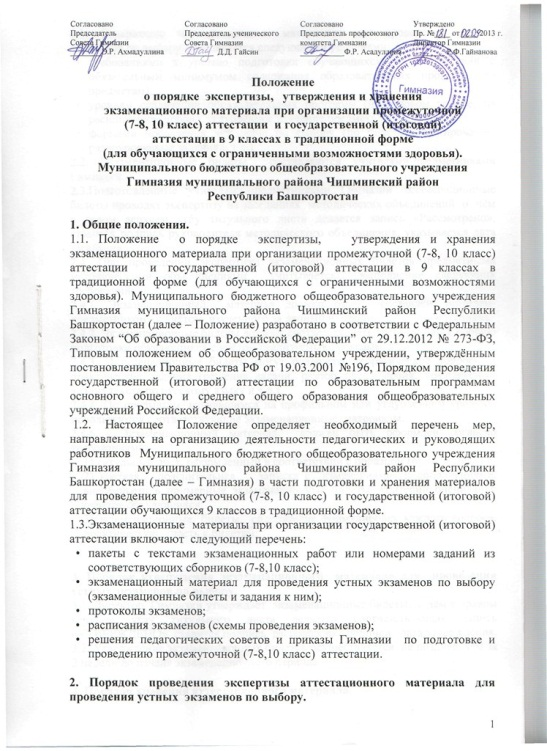 Согласовано Согласовано Согласовано Утверждено
Председатель Председатель ученического Председатель профсоюзного Пр. № 181 от 02.09 2013 г.
Совета Гимназии Совета Гимназии комитета Гимназии Директор Гимназии
Э.Р. Ахмадуллина Д.Д. Гайсин Ф.Р.Асадуллина Р.Ф.Гайнанова
Гимназия
Положение
о порядке экспертизы, утверждения и хранения
экзаменационного материала при организации промежуточной
(7-8, 10 класс) аттестации и государственной (итоговой)
аттестации в 9 классах в традиционной форме
(для обучающихся с ограниченными возможностями здоровья).
Муниципального бюджетного общеобразовательного учреждения
Гимназия муниципального района Чишминский район
Республики Башкортостан
1. Общие положения.
1.1. Положение о порядке экспертизы, утверждения и хранения
экзаменационного материала при организации промежуточной (7-8, 10 класс)
аттестации и государственной (итоговой) аттестации в 9 классах в
традиционной форме (для обучающихся с ограниченными возможностями
здоровья). Муниципального бюджетного общеобразовательного учреждения
Гимназия муниципального района Чишминский район Республики
Башкортостан (далее – Положение) разработано в соответствии с Федеральным
Законом “Об образовании в Российской Федерации” от 29.12.2012 № 273-ФЗ,
Типовым положением об общеобразовательном учреждении, утверждённым
постановлением Правительства РФ от 19.03.2001 №196, Порядком проведения
государственной (итоговой) аттестации по образовательным программам
основного общего и среднего общего образования общеобразовательных
учреждений Российской Федерации.
1.2. Настоящее Положение определяет необходимый перечень мер,
направленных на организацию деятельности педагогических и руководящих
работников Муниципального бюджетного общеобразовательного учреждения
Гимназия муниципального района Чишминский район Республики
Башкортостан (далее – Гимназия) в части подготовки и хранения материалов
для проведения промежуточной (7-8, 10 класс) и государственной (итоговой)
аттестации обучающихся 9 классов в традиционной форме.
1.3.Экзаменационные материалы при организации государственной (итоговой)
аттестации включают следующий перечень:
• пакеты с текстами экзаменационных работ или номерами заданий из
соответствующих сборников (7-8,10 класс);
• экзаменационный материал для проведения устных экзаменов по выбору
(экзаменационные билеты и задания к ним);
• протоколы экзаменов;
• расписания экзаменов (схемы проведения экзаменов);
• решения педагогических советов и приказы Гимназии по подготовке и
проведению промежуточной (7-8,10 класс) аттестации.
2. Порядок проведения экспертизы аттестационного материала для
проведения устных экзаменов по выбору.
1